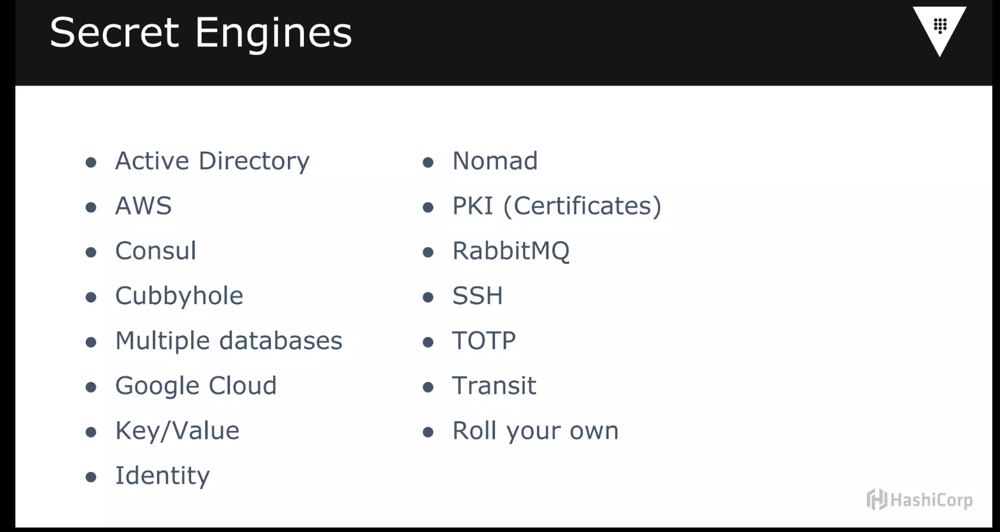 Secret Engines
● Active Directory
● AWS
● Consul
● Cubbyhole
● Multiple databases
● Google Cloud
● Key/Value
● Identity
● Nomad
● PKI (Certificates)
● RabbitMQ
● SSH
● TOTP
● Transit
● Roll your own
HashiCorp